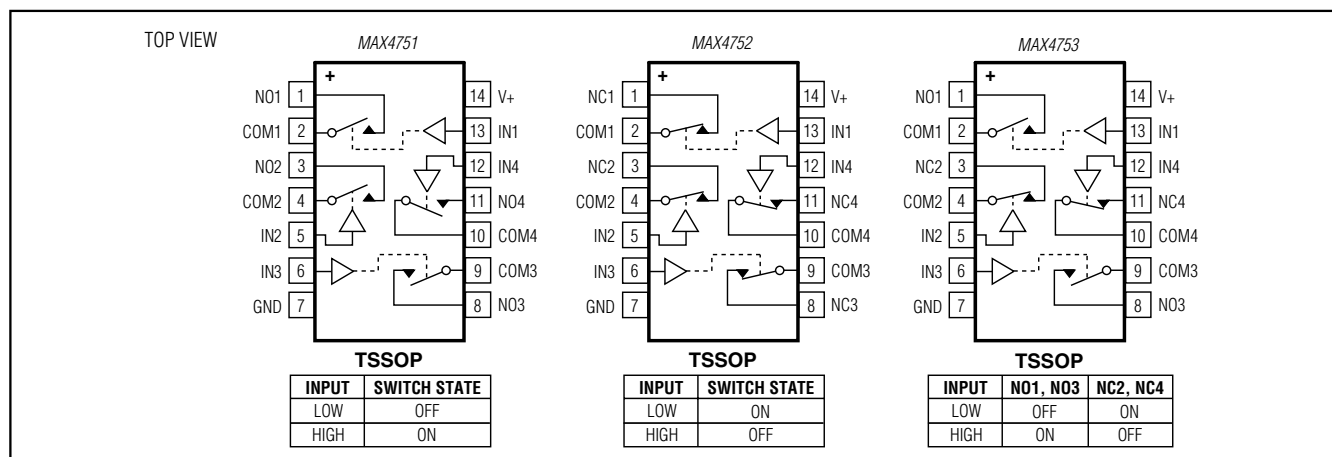 TOP VIEW
MAX4751
+
NO1 1
COM1 2
NO2 3
COM2 4
IN2 5
IN3 6
GND 7
14 V+
13 IN1
12 IN4
11 NO4
10 COM4
9 COM3
8 NO3
TSSOP
INPUT SWITCH STATE
LOW OFF
HIGH ON
MAX4752
+
NC1 1
COM1 2
NC2 3
COM2 4
IN2 5
IN3 6
GND 7
14 V+
13 IN1
12 IN4
11 NC4
10 COM4
9 COM3
8 NC3
TSSOP
INPUT SWITCH STATE
LOW ON
HIGH OFF
MAX4753
+
NO1 1
COM1 2
NC2 3
COM2 4
IN2 5
IN3 6
GND 7
14 V+
13 IN1
12 IN4
11 NC4
10 COM4
9 COM3
8 NO3
TSSOP
INPUT NO1, NO3 NC2, NC4
LOW OFF ON
HIGH ON OFF